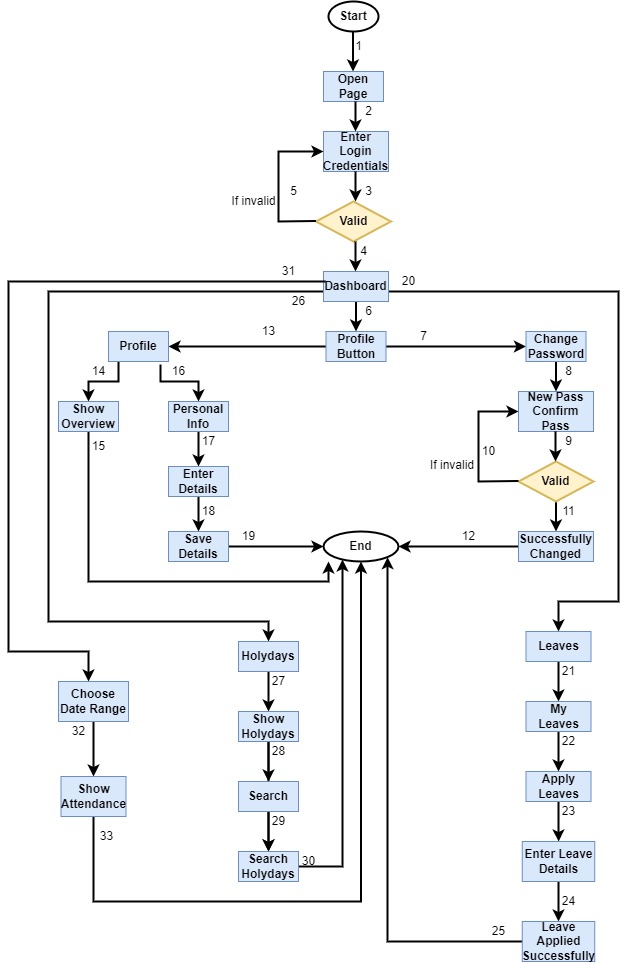 Start
1
Open
Page
2
Enter
Login
Credentials
5
3
If invalid
Valid
4
31
Dashboard
20
26
6
13
Profile
Button
7
Change
Password
Profile
14
16
8
Show
Overview
Personal
Info
New Pass
Confirm
Pass
15
17
10
9
If invalid
Enter
Details
Valid
18
11
Save
Details
19
End
12
Successfully
Changed
Holydays
Leaves
27
21
Choose
Date Range
32
Show
Holydays
My
Leaves
28
22
Show
Attendance
Search
Apply
Leaves
33
29
23
Search
Holydays
30
Enter Leave
Details
24
25
Leave
Applied
Successfully